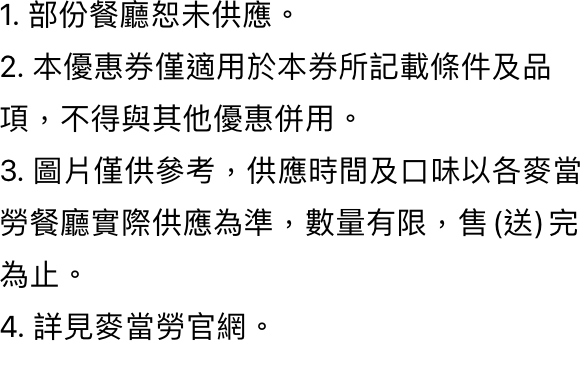 1. 部份餐廳恕未供應。
2. 本優惠券僅適用於本券所記載條件及品
項，不得與其他優惠併用。
3. 圖片僅供參考，供應時間及口味以各麥當
勞餐廳實際供應為準，數量有限，售(送)完
為止。
4. 詳見麥當勞官網。